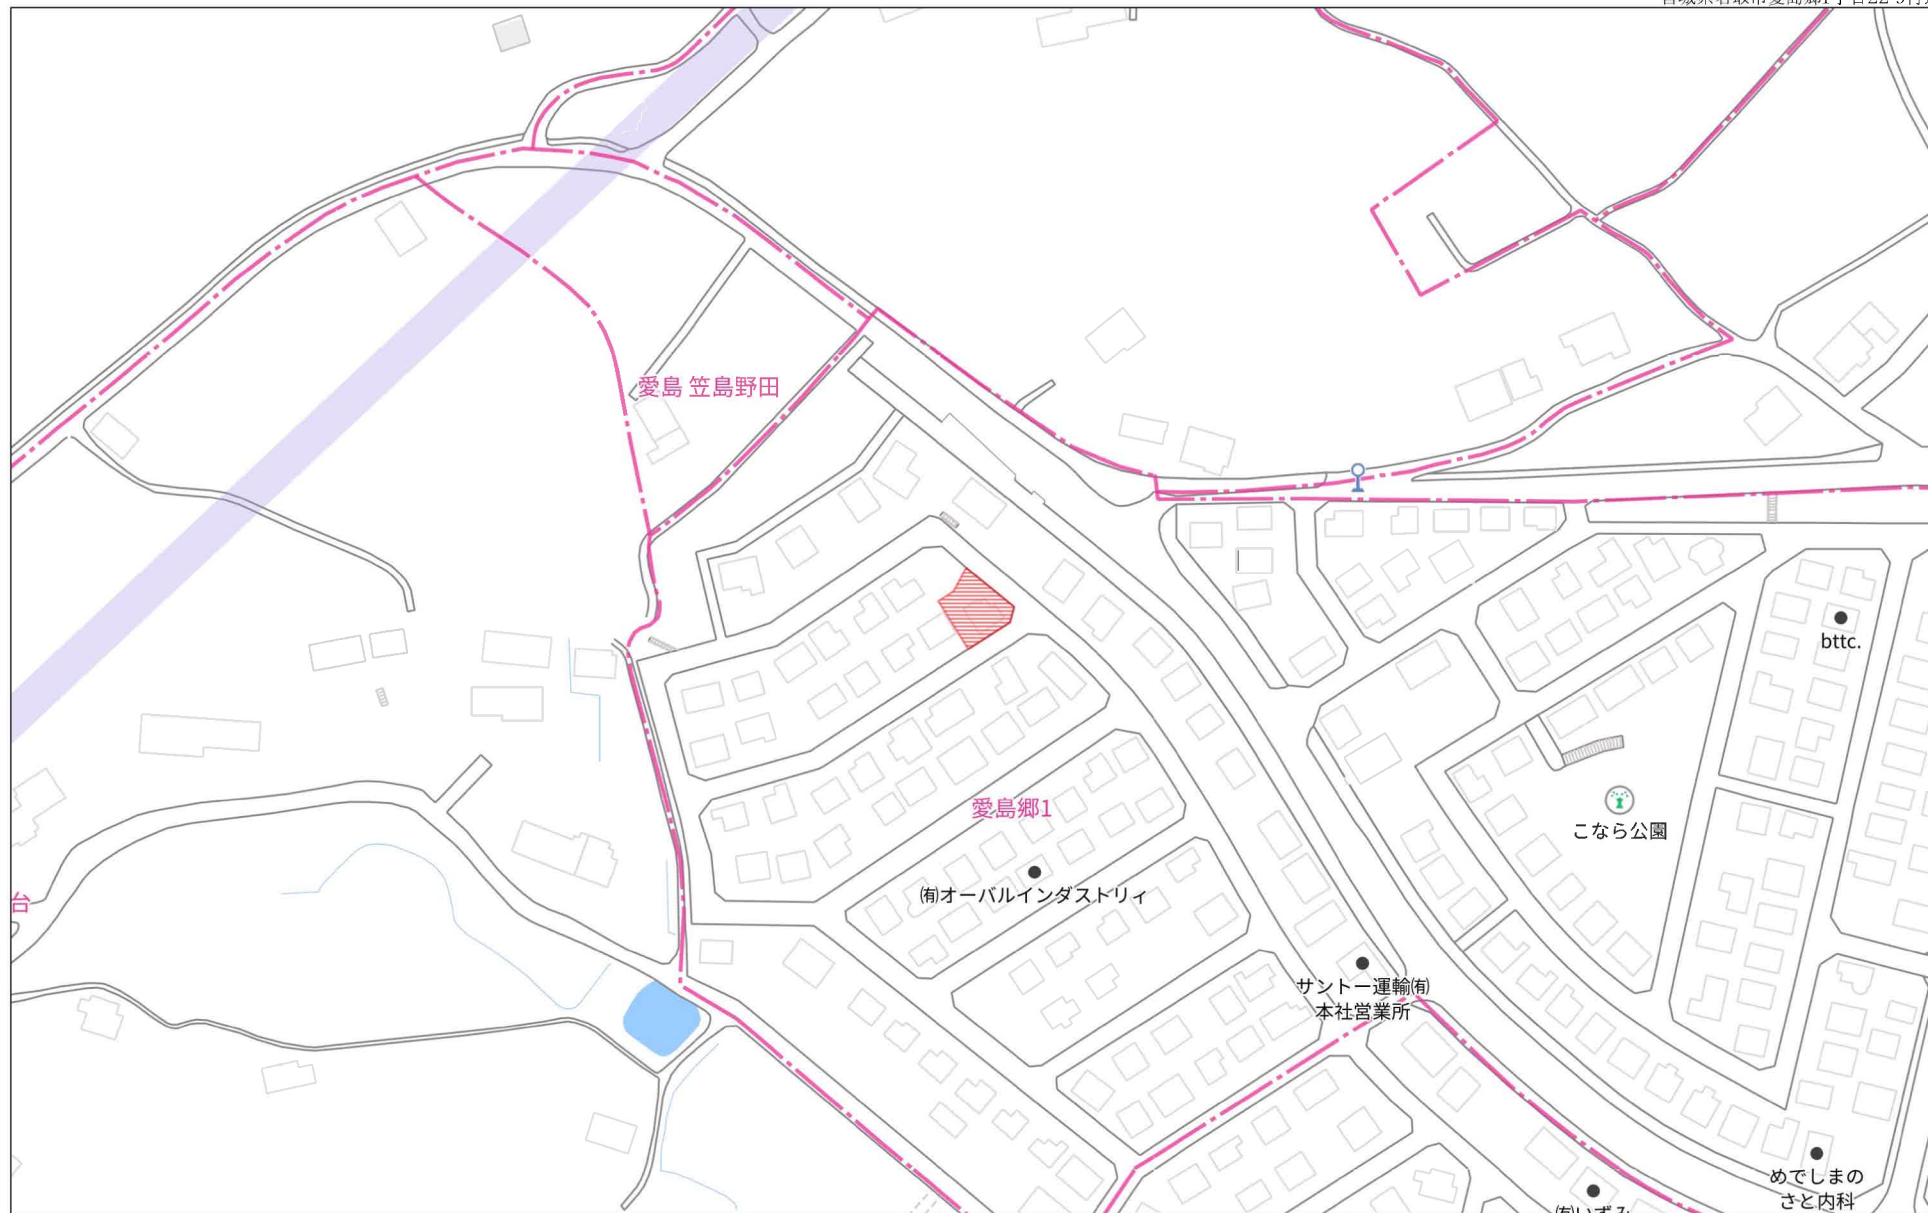 愛島 笠島野田
bttc.
愛島郷1
こなら公園
㈲オーバルインダストリィ
台
サントー運輸㈲
本社営業所
めでしまの
さと内科